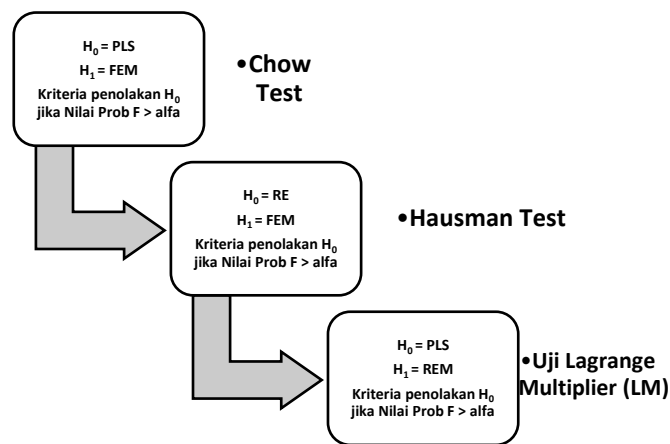 H₀ = PLS
H₁ = FEM
Kriteria penolakan H₀
jika Nilai Prob F > alfa
•Chow
Test
H₀ = RE
H₁ = FEM
Kriteria penolakan H₀
jika Nilai Prob F > alfa
•Hausman Test
H₀ = PLS
H₁ = REM
Kriteria penolakan H₀
jika Nilai Prob F > alfa
•Uji Lagrange
Multiplier (LM)